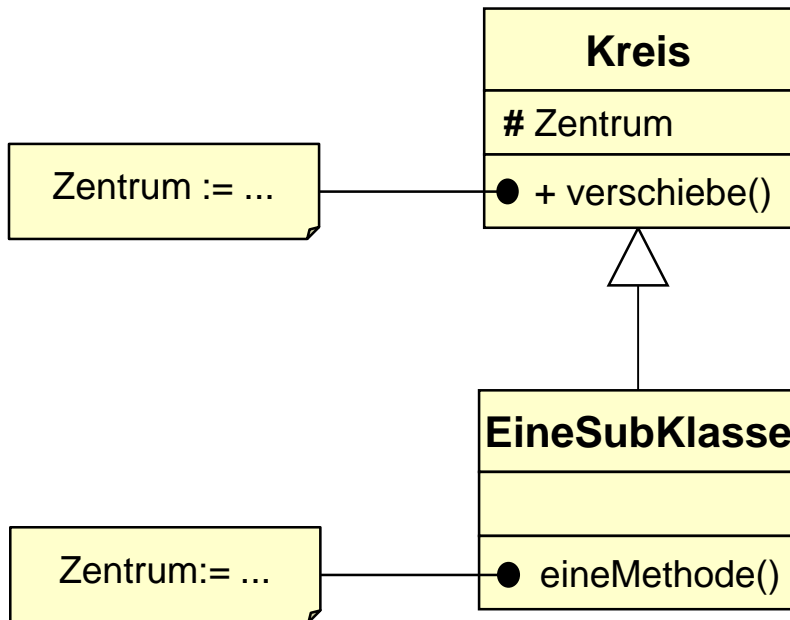 Kreis
# Zentrum
Zentrum := ...
+ verschiebe()
EineSubKlasse
Zentrum:= ...
eineMethode()